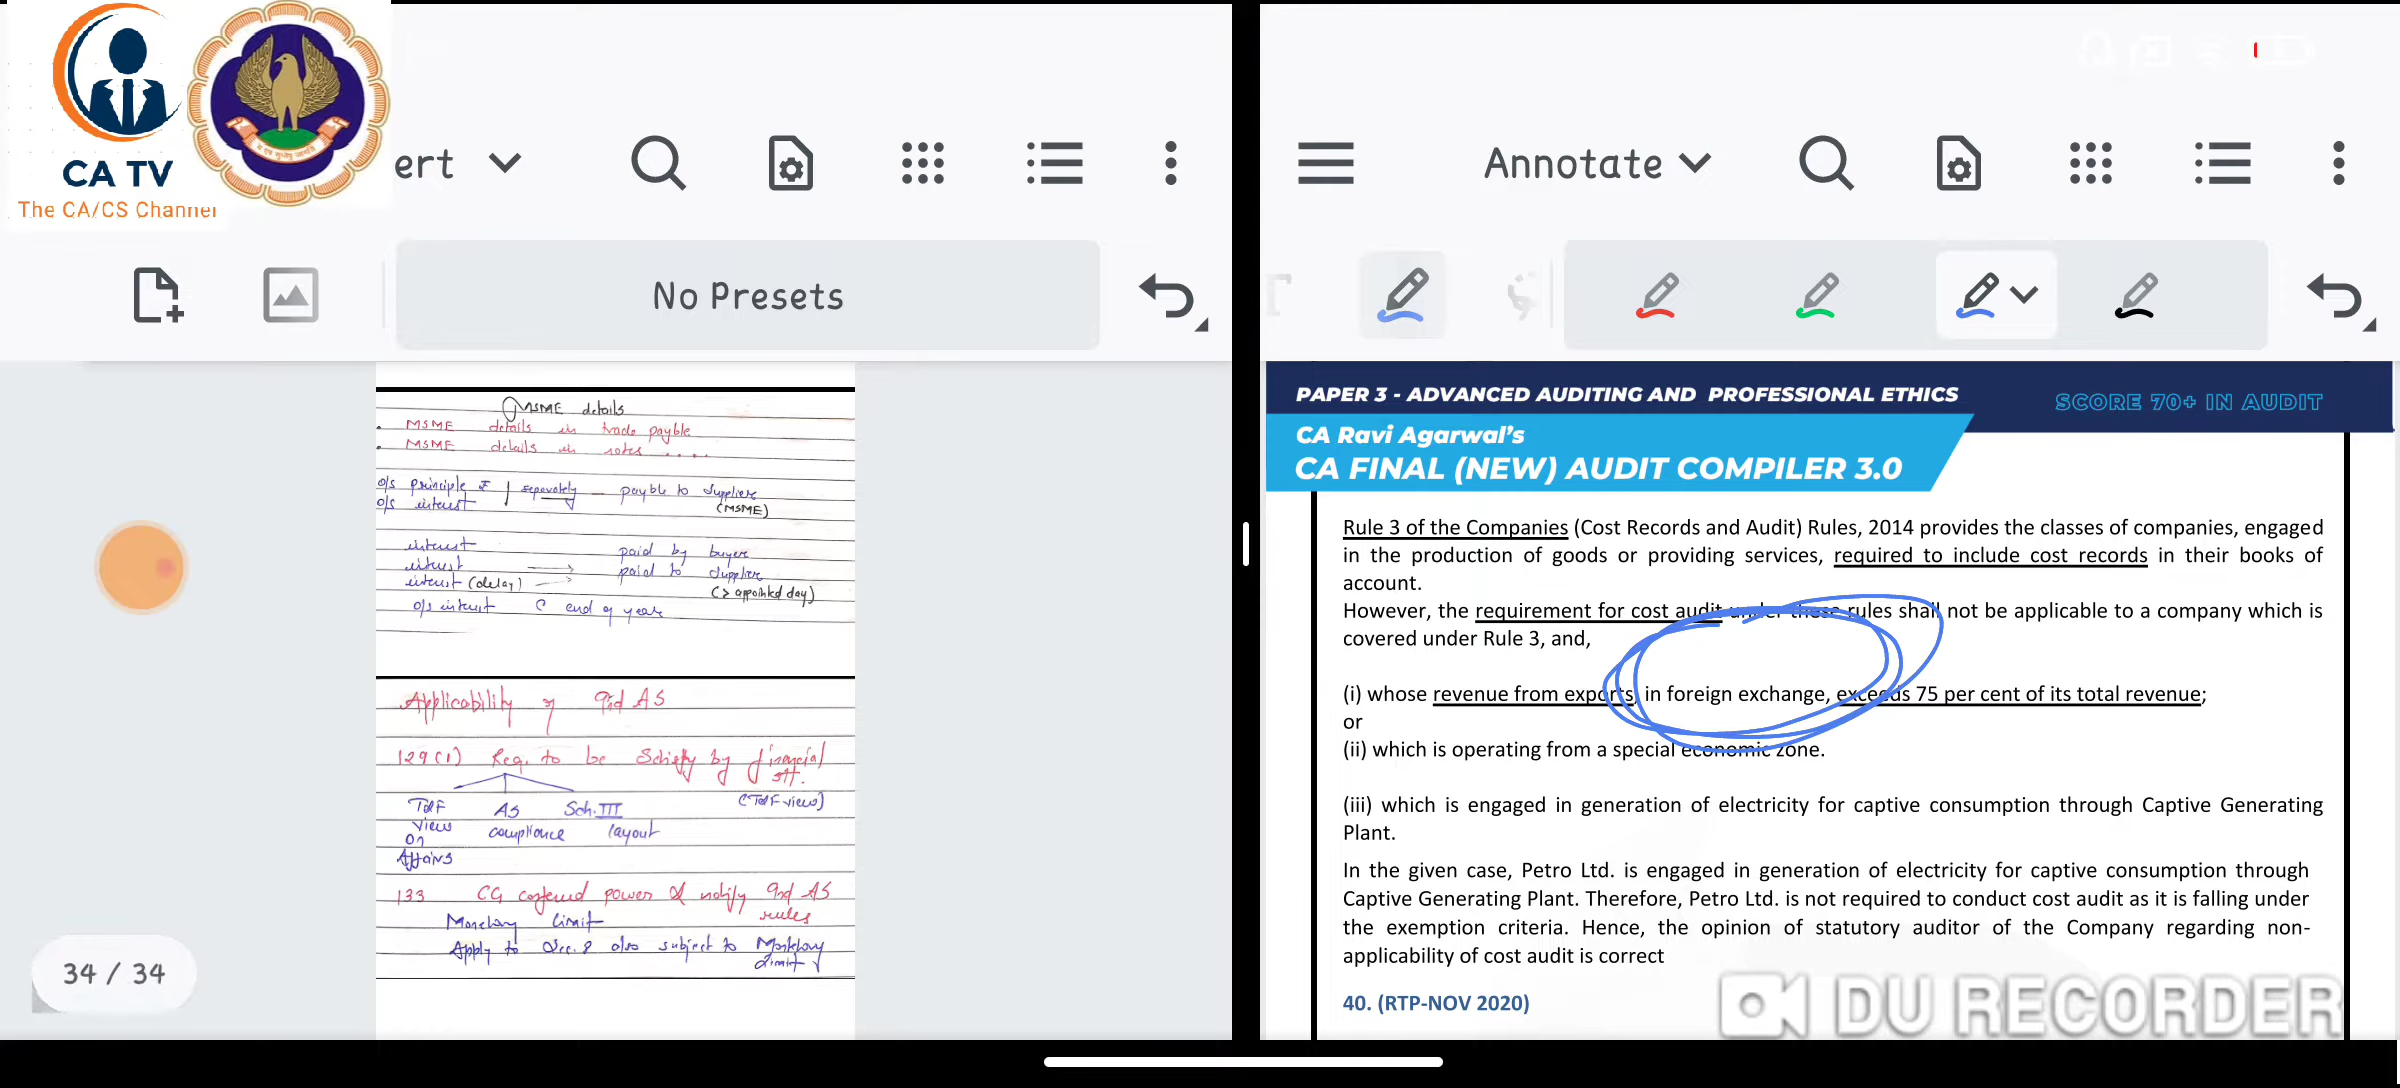 CA TV
The CA/CS Channel
ert
No Presets
MSME details
. MSME details in trade payble
. MSME details in notes ....
o/s principle & separately — payble to Suppliers
o/s interest (MSME)
interest paid by buyers
interest → paid to Supplier
interest (delay) → (> appointed day)
o/s interest @ end of year
Applicability of Ind AS
129(1) Req. to be Satisfy by financial
stt.
(T&F view)
T&F AS Sch. III
View compliance layout
on
Affairs
133 CG conferred power & notify Ind AS
rules
Monetary limit
Apply to Sec. 8 also subject to Monetary
Limit
34 / 34
Annotate
PAPER 3 - ADVANCED AUDITING AND PROFESSIONAL ETHICS
SCORE 70+ IN AUDIT
CA Ravi Agarwal's
CA FINAL (NEW) AUDIT COMPILER 3.0
Rule 3 of the Companies (Cost Records and Audit) Rules, 2014 provides the classes of companies, engaged
in the production of goods or providing services, required to include cost records in their books of
account.
However, the requirement for cost audit under these rules shall not be applicable to a company which is
covered under Rule 3, and,
(i) whose revenue from exports, in foreign exchange, exceeds 75 per cent of its total revenue;
or
(ii) which is operating from a special economic zone.
(iii) which is engaged in generation of electricity for captive consumption through Captive Generating
Plant.
In the given case, Petro Ltd. is engaged in generation of electricity for captive consumption through
Captive Generating Plant. Therefore, Petro Ltd. is not required to conduct cost audit as it is falling under
the exemption criteria. Hence, the opinion of statutory auditor of the Company regarding non-
applicability of cost audit is correct
40. (RTP-NOV 2020)
DU RECORDER